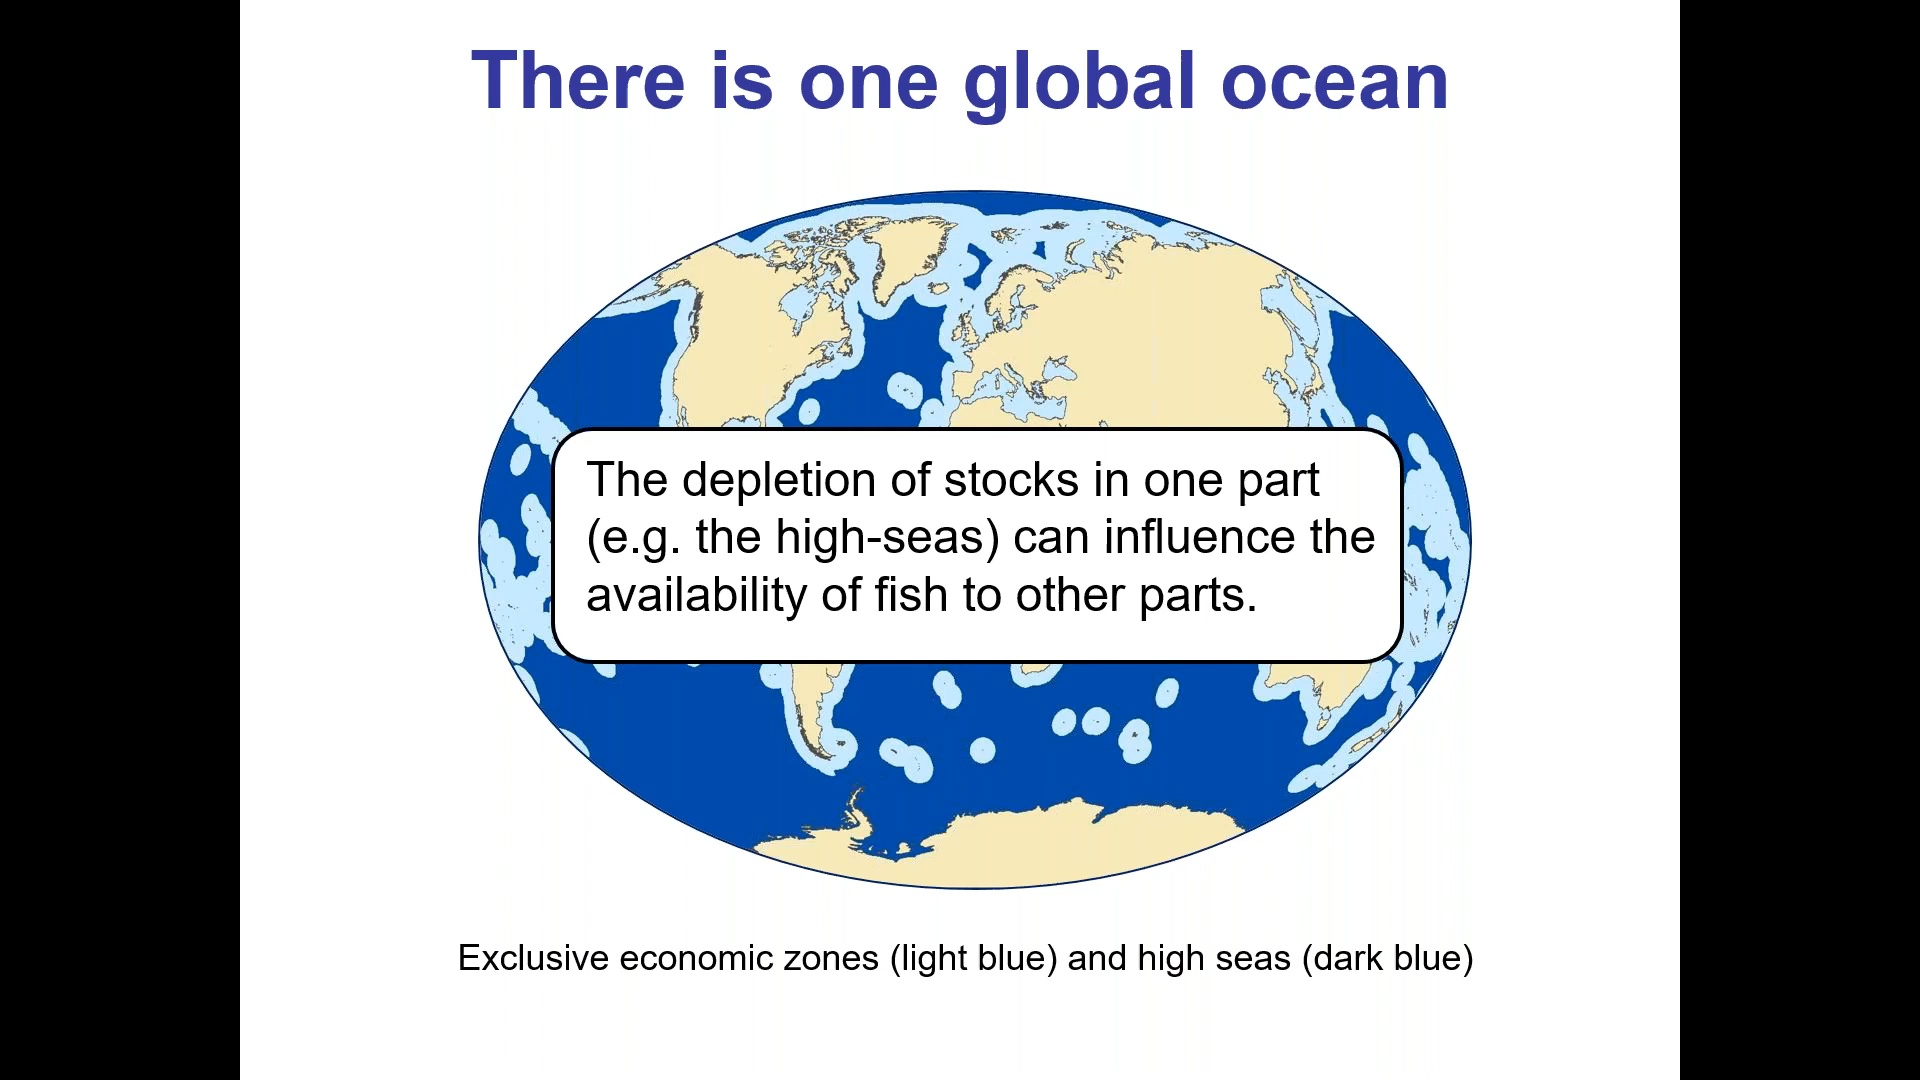 There is one global ocean
The depletion of stocks in one part
(e.g. the high-seas) can influence the
availability of fish to other parts.
Exclusive economic zones (light blue) and high seas (dark blue)